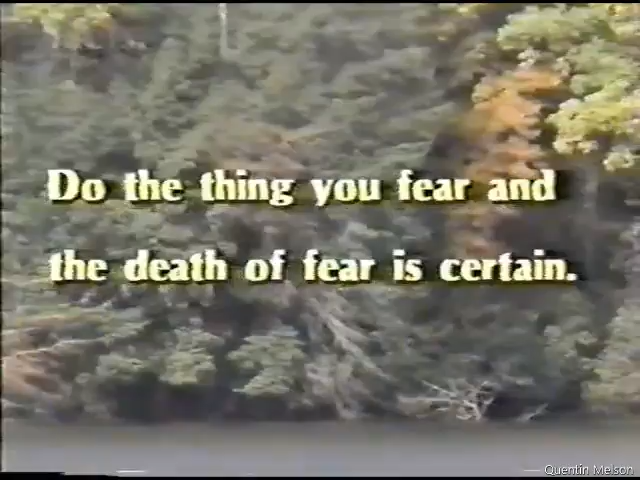 Do the thing you fear and
the death of fear is certain.
Quentin Melson